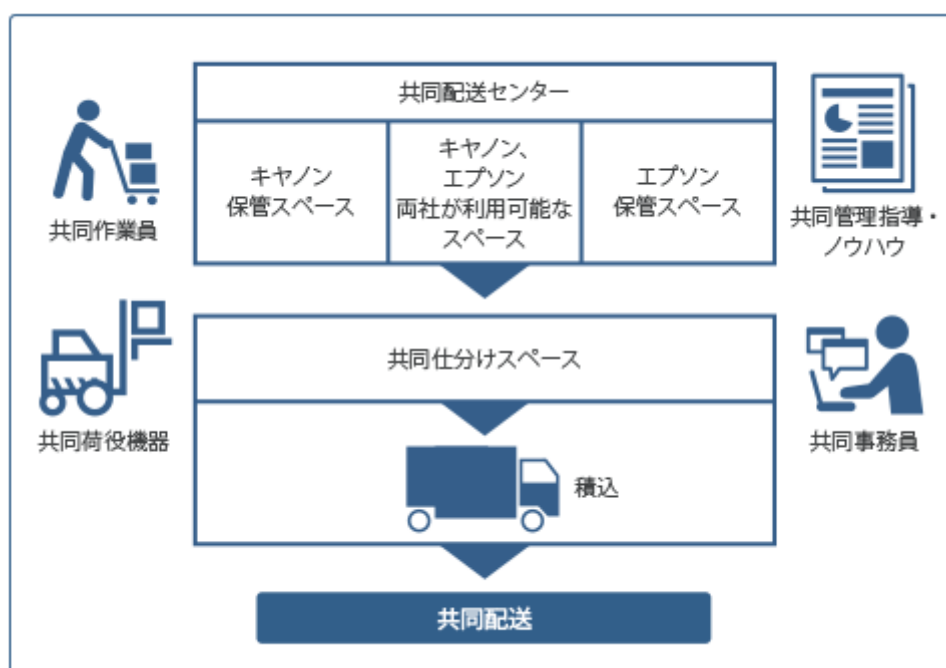 共同配送センター
共同作業員
キヤノン
保管スペース
キヤノン、
エプソン
両社が利用可能な
スペース
エプソン
保管スペース
共同管理指導・
ノウハウ
共同荷役機器
共同仕分けスペース
積込
共同事務員
共同配送